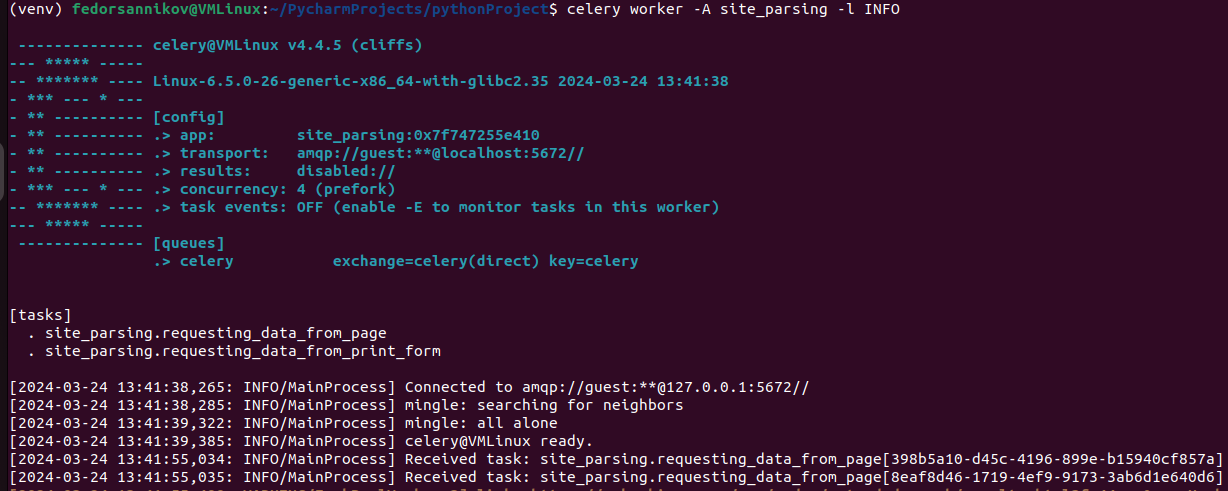 (venv) fedorsannikov@VMLinux:~/PycharmProjects/pythonProject$ celery worker -A site_parsing -l INFO
 -------------- celery@VMLinux v4.4.5 (cliffs)
--- ***** -----
-- ******* ---- Linux-6.5.0-26-generic-x86_64-with-glibc2.35 2024-03-24 13:41:38
- *** --- * ---
- ** ---------- [config]
- ** ---------- .> app:         site_parsing:0x7f747255e410
- ** ---------- .> transport:   amqp://guest:**@localhost:5672//
- ** ---------- .> results:     disabled://
- *** --- * --- .> concurrency: 4 (prefork)
-- ******* ---- .> task events: OFF (enable -E to monitor tasks in this worker)
--- ***** -----
 -------------- [queues]
                .> celery           exchange=celery(direct) key=celery
[tasks]
  . site_parsing.requesting_data_from_page
  . site_parsing.requesting_data_from_print_form
[2024-03-24 13:41:38,265: INFO/MainProcess] Connected to amqp://guest:**@127.0.0.1:5672//
[2024-03-24 13:41:38,285: INFO/MainProcess] mingle: searching for neighbors
[2024-03-24 13:41:39,322: INFO/MainProcess] mingle: all alone
[2024-03-24 13:41:39,385: INFO/MainProcess] celery@VMLinux ready.
[2024-03-24 13:41:55,034: INFO/MainProcess] Received task: site_parsing.requesting_data_from_page[398b5a10-d45c-4196-899e-b15940cf857a]
[2024-03-24 13:41:55,035: INFO/MainProcess] Received task: site_parsing.requesting_data_from_page[8eaf8d46-1719-4ef9-9173-3ab6d1e640d6]